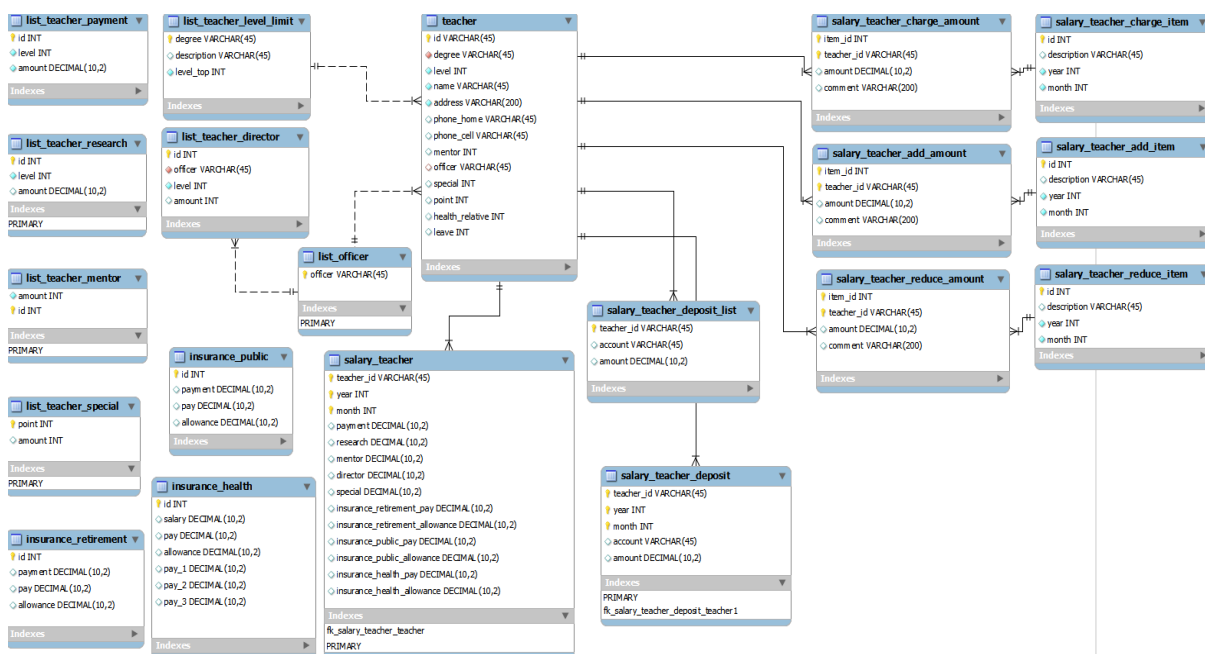 list_teacher_payment
id INT
level INT
amount DECIMAL(10,2)
Indexes
list_teacher_research
id INT
level INT
amount DECIMAL(10,2)
Indexes
PRIMARY
list_teacher_mentor
amount INT
id INT
Indexes
PRIMARY
list_teacher_special
point INT
amount INT
Indexes
PRIMARY
insurance_retirement
id INT
payment DECIMAL(10,2)
pay DECIMAL(10,2)
allowance DECIMAL(10,2)
Indexes
list_teacher_level_limit
degree VARCHAR(45)
description VARCHAR(45)
level_top INT
Indexes
list_teacher_director
id INT
officer VARCHAR(45)
level INT
amount INT
Indexes
list_officer
officer VARCHAR(45)
Indexes
PRIMARY
insurance_public
id INT
payment DECIMAL(10,2)
pay DECIMAL(10,2)
allowance DECIMAL(10,2)
Indexes
insurance_health
id INT
salary DECIMAL(10,2)
pay DECIMAL(10,2)
allowance DECIMAL(10,2)
pay_1 DECIMAL(10,2)
pay_2 DECIMAL(10,2)
pay_3 DECIMAL(10,2)
Indexes
teacher
id VARCHAR(45)
degree VARCHAR(45)
level INT
name VARCHAR(45)
address VARCHAR(200)
phone_home VARCHAR(45)
phone_cell VARCHAR(45)
mentor INT
officer VARCHAR(45)
special INT
point INT
health_relative INT
leave INT
Indexes
salary_teacher
teacher_id VARCHAR(45)
year INT
month INT
payment DECIMAL(10,2)
research DECIMAL(10,2)
mentor DECIMAL(10,2)
director DECIMAL(10,2)
special DECIMAL(10,2)
insurance_retirement_pay DECIMAL(10,2)
insurance_retirement_allowance DECIMAL(10,2)
insurance_public_pay DECIMAL(10,2)
insurance_public_allowance DECIMAL(10,2)
insurance_health_pay DECIMAL(10,2)
insurance_health_allowance DECIMAL(10,2)
Indexes
fk_salary_teacher_teacher
PRIMARY
salary_teacher_deposit_list
teacher_id VARCHAR(45)
account VARCHAR(45)
amount DECIMAL(10,2)
Indexes
salary_teacher_deposit
teacher_id VARCHAR(45)
year INT
month INT
account VARCHAR(45)
amount DECIMAL(10,2)
Indexes
PRIMARY
fk_salary_teacher_deposit_teacher1
salary_teacher_charge_amount
item_id INT
teacher_id VARCHAR(45)
amount DECIMAL(10,2)
comment VARCHAR(200)
Indexes
salary_teacher_add_amount
item_id INT
teacher_id VARCHAR(45)
amount DECIMAL(10,2)
comment VARCHAR(200)
Indexes
salary_teacher_reduce_amount
item_id INT
teacher_id VARCHAR(45)
amount DECIMAL(10,2)
comment VARCHAR(200)
Indexes
salary_teacher_charge_item
id INT
description VARCHAR(45)
year INT
month INT
Indexes
salary_teacher_add_item
id INT
description VARCHAR(45)
year INT
month INT
Indexes
salary_teacher_reduce_item
id INT
description VARCHAR(45)
year INT
month INT
Indexes